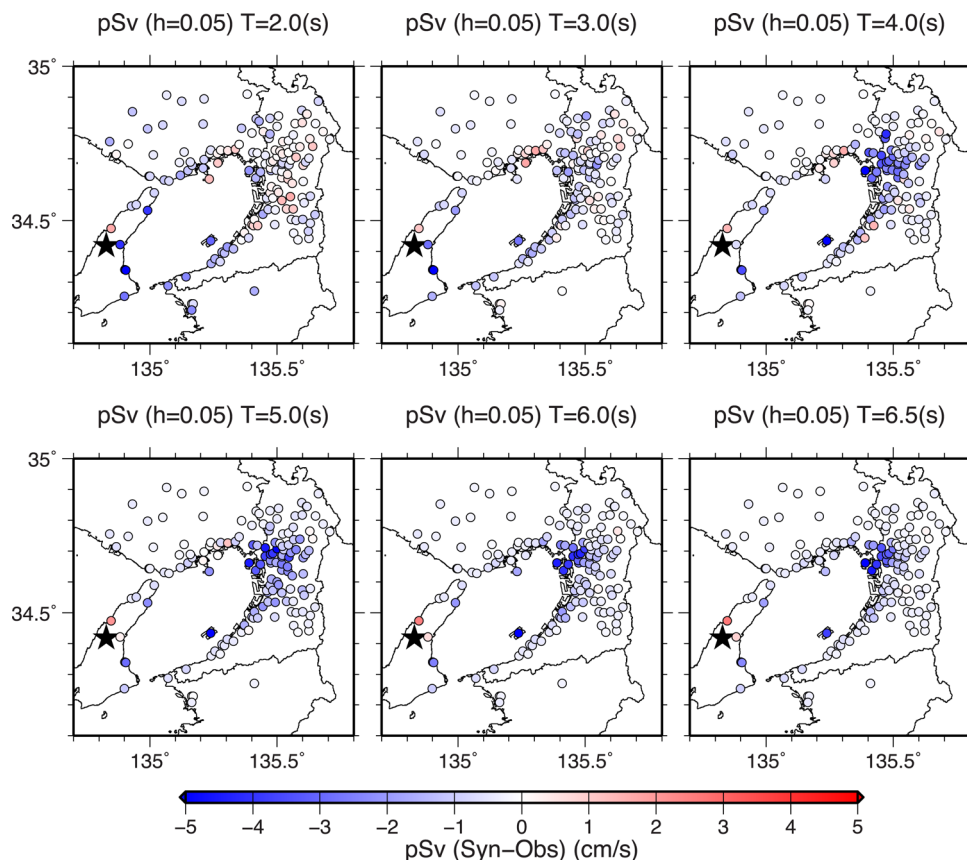 pSv (h=0.05) T=2.0(s) pSv (h=0.05) T=3.0(s) pSv (h=0.05) T=4.0(s)
35°
34.5°
135° 135.5° 135° 135.5° 135° 135.5°
pSv (h=0.05) T=5.0(s) pSv (h=0.05) T=6.0(s) pSv (h=0.05) T=6.5(s)
35°
34.5°
135° 135.5° 135° 135.5° 135° 135.5°
−5 −4 −3 −2 −1 0 1 2 3 4 5
pSv (Syn−Obs) (cm/s)